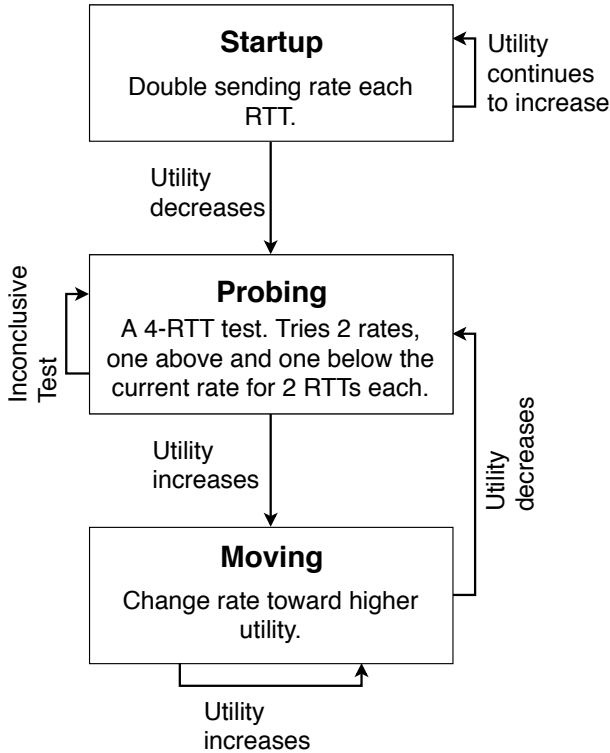 Startup
Double sending rate each
RTT.
Utility
continues
to increase
Utility
decreases
Probing
A 4-RTT test. Tries 2 rates,
one above and one below the
current rate for 2 RTTs each.
Inconclusive
Test
Utility
increases
Utility
decreases
Moving
Change rate toward higher
utility.
Utility
increases